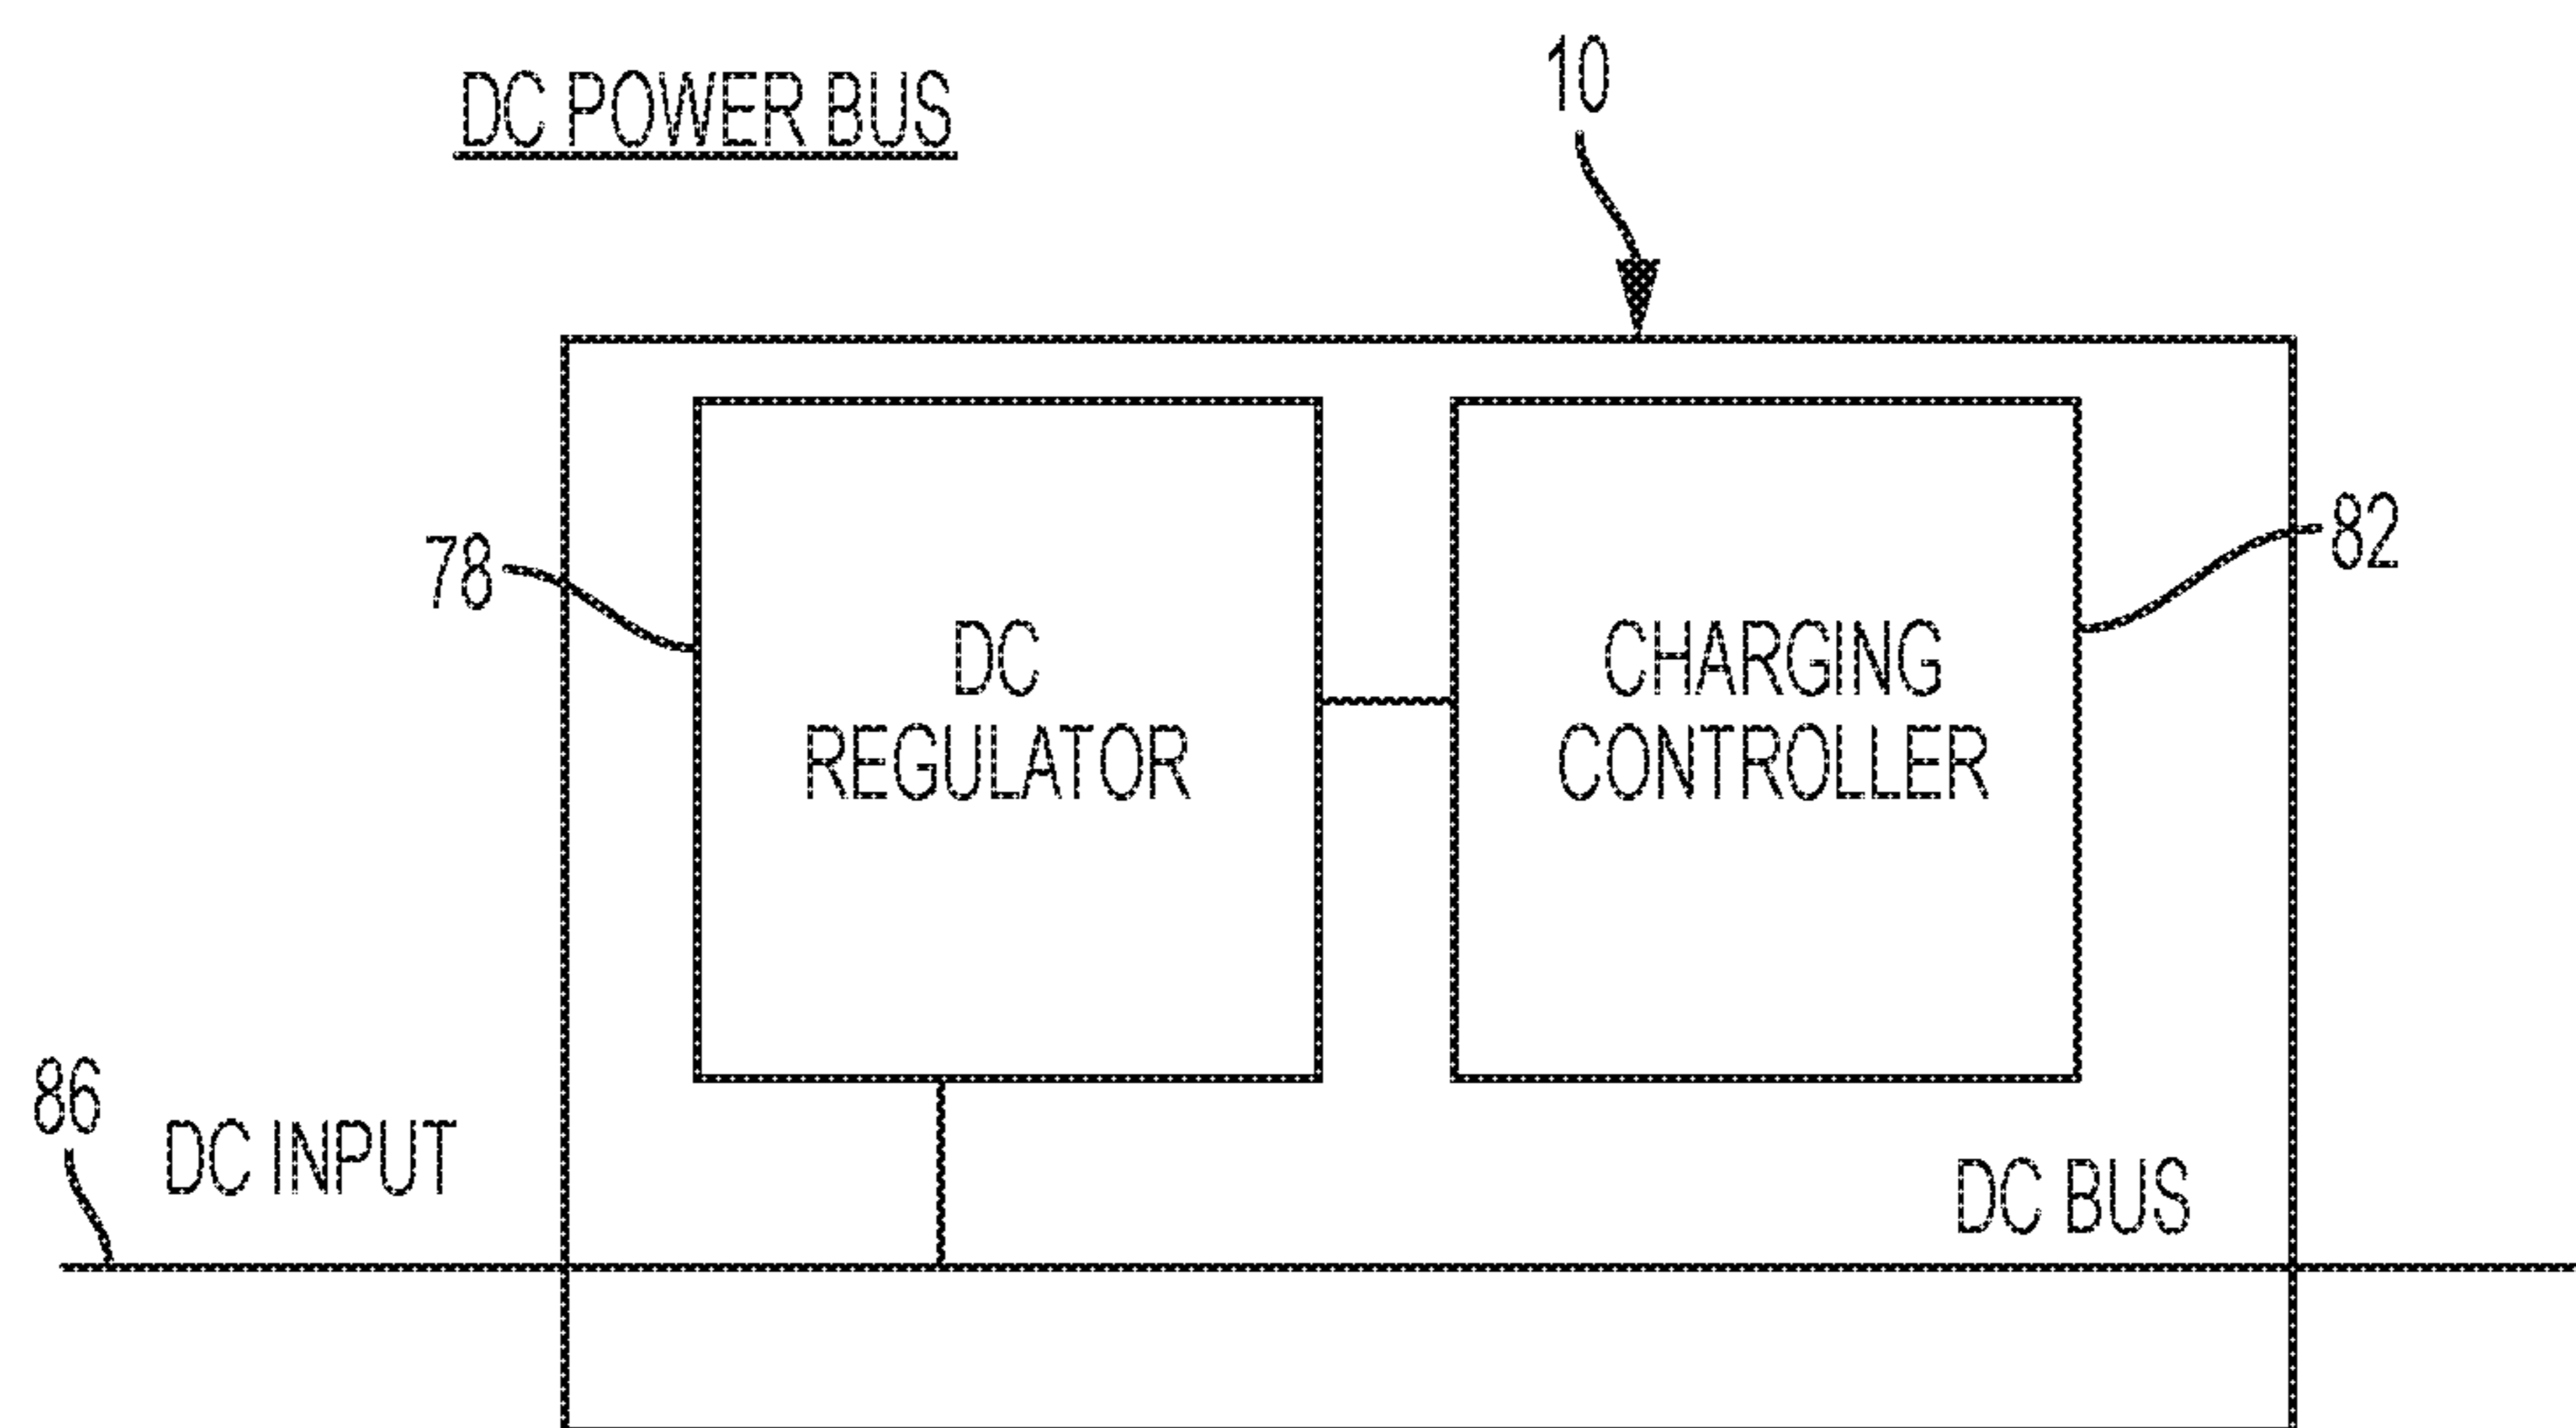 DC POWER BUS
10
78
82
DC
REGULATOR
CHARGING
CONTROLLER
86
DC INPUT
DC BUS